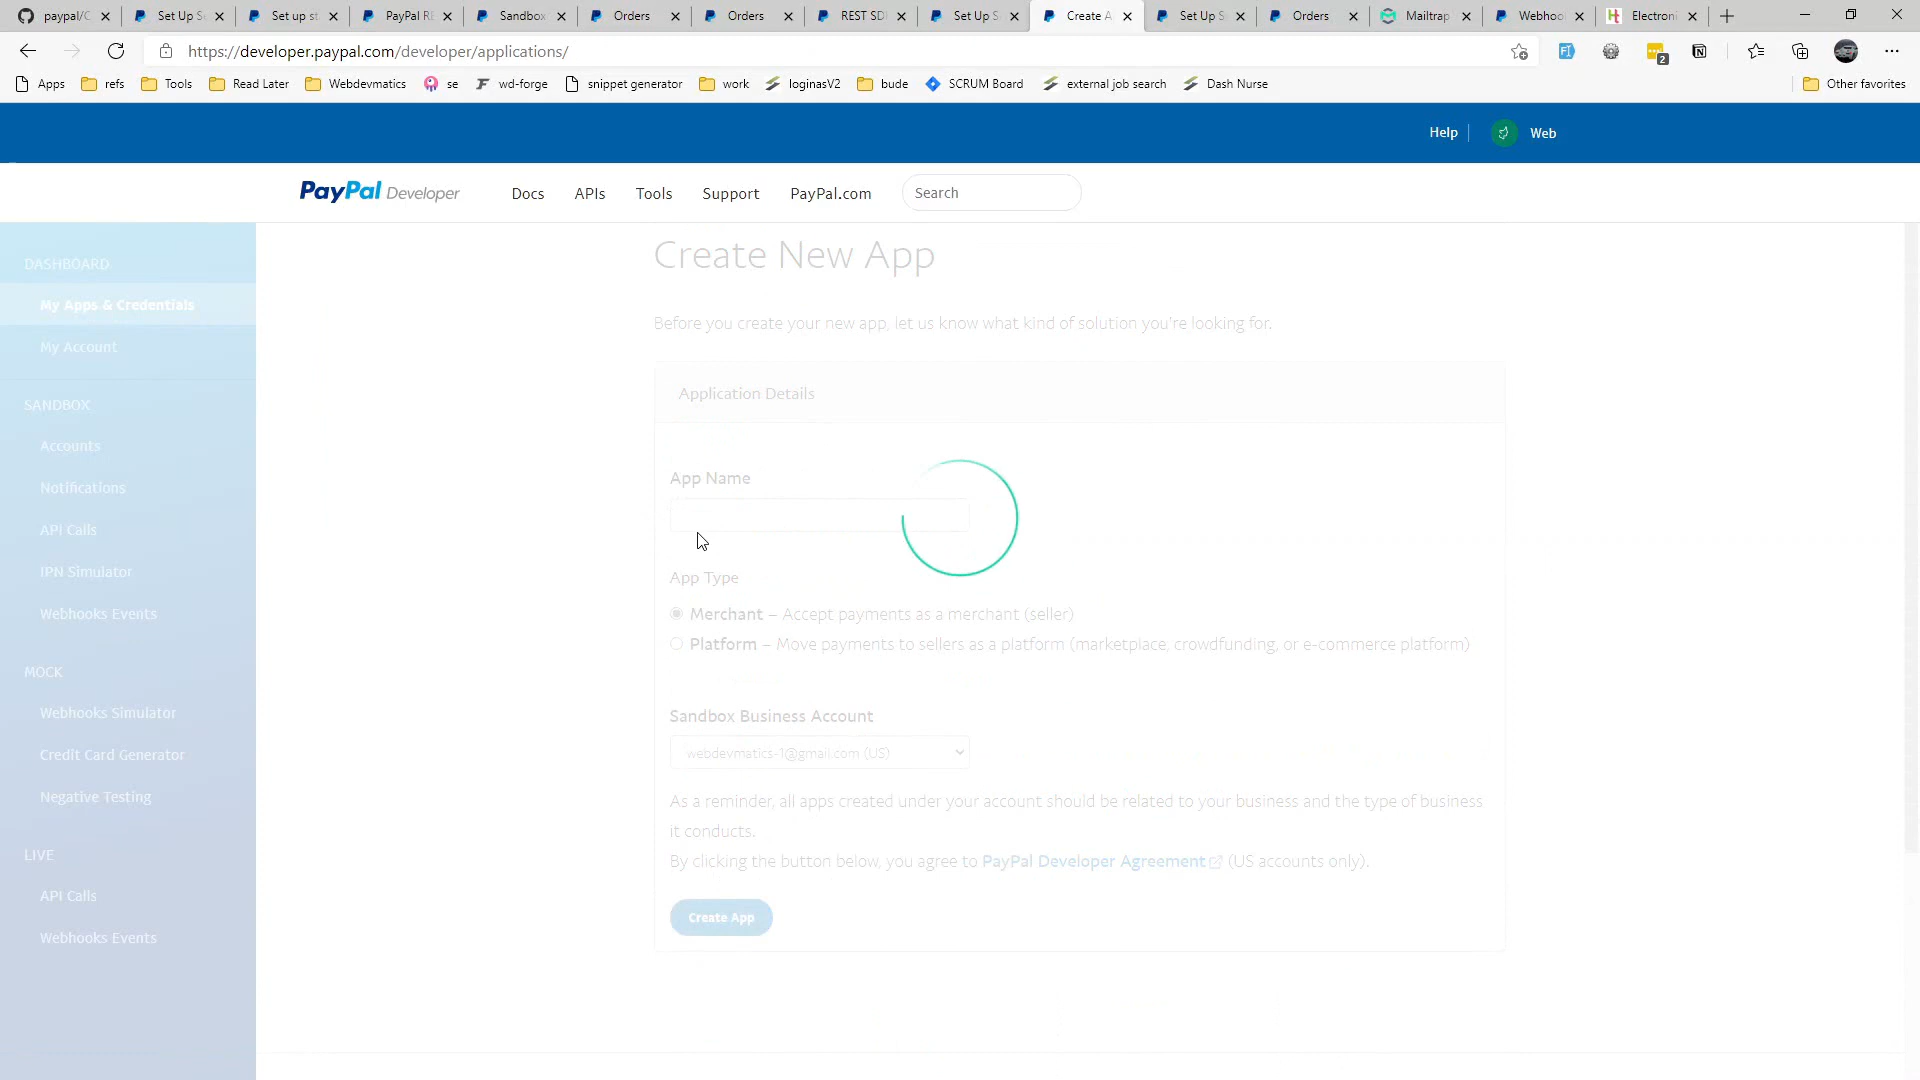 paypal/C
Set Up S
Set up st
PayPal RE
Sandbox
Orders
Orders
REST SD
Set Up S
Create A
Set Up S
Orders
Mailtrap
Webhoo
Electroni
https://developer.paypal.com/developer/applications/
2
Apps
refs
Tools
Read Later
Webdevmatics
se
wd-forge
snippet generator
work
loginasV2
bude
SCRUM Board
external job search
Dash Nurse
Other favorites
Help
Web
PayPal Developer
Docs
APIs
Tools
Support
PayPal.com
Search
DASHBOARD
My Apps & Credentials
My Account
SANDBOX
Accounts
Notifications
API Calls
IPN Simulator
Webhooks Events
MOCK
Webhooks Simulator
Credit Card Generator
Negative Testing
LIVE
API Calls
Webhooks Events
Create New App
Before you create your new app, let us know what kind of solution you're looking for.
Application Details
App Name
App Type
Merchant – Accept payments as a merchant (seller)
Platform – Move payments to sellers as a platform (marketplace, crowdfunding, or e-commerce platform)
Sandbox Business Account
webdevmatics-1@gmail.com (US)
As a reminder, all apps created under your account should be related to your business and the type of business
it conducts.
By clicking the button below, you agree to PayPal Developer Agreement (US accounts only).
Create App